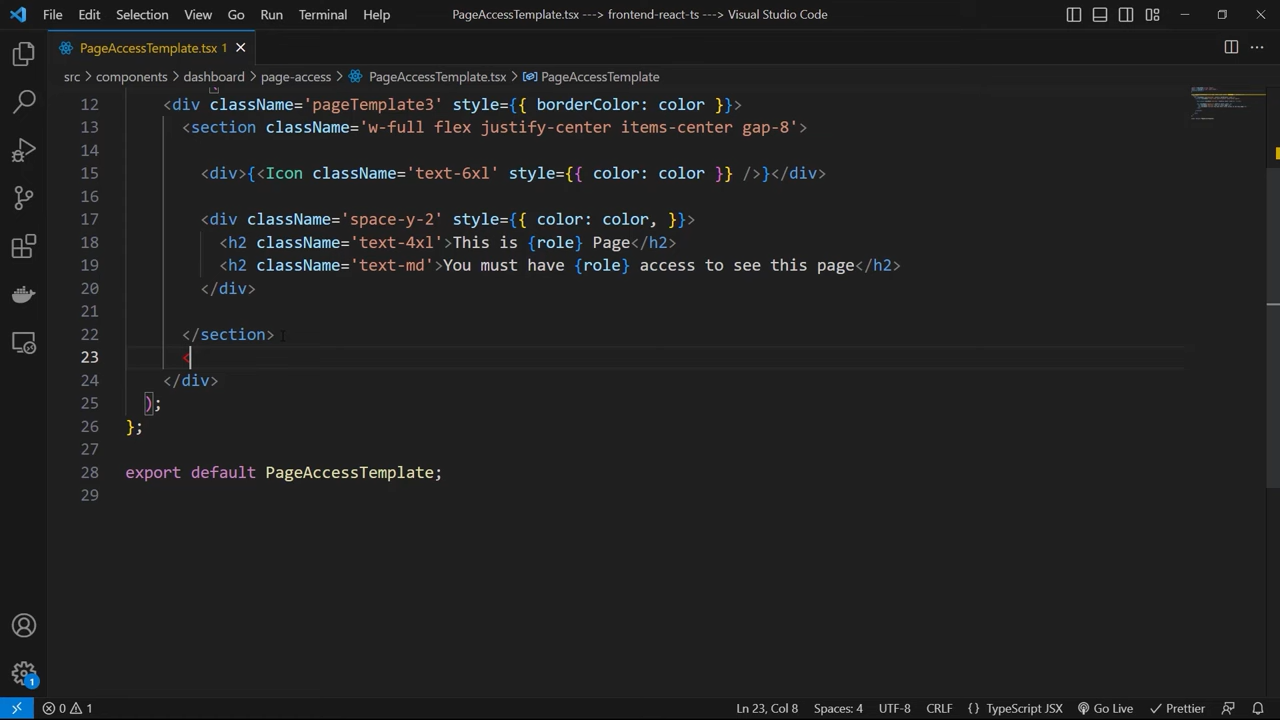 File Edit Selection View Go Run Terminal Help PageAccessTemplate.tsx ---> frontend-react-ts ---> Visual Studio Code
PageAccessTemplate.tsx 1
src > components > dashboard > page-access > PageAccessTemplate.tsx > PageAccessTemplate
12 <div className='pageTemplate3' style={{ borderColor: color }}>
13 <section className='w-full flex justify-center items-center gap-8'>
14
15 <div>{<Icon className='text-6xl' style={{ color: color }} />}</div>
16
17 <div className='space-y-2' style={{ color: color, }}>
18 <h2 className='text-4xl'>This is {role} Page</h2>
19 <h2 className='text-md'>You must have {role} access to see this page</h2>
20 </div>
21
22 </section>
23 <
24 </div>
25 );
26 };
27
28 export default PageAccessTemplate;
29
1
0 1 Ln 23, Col 8 Spaces: 4 UTF-8 CRLF {} TypeScript JSX Go Live Prettier